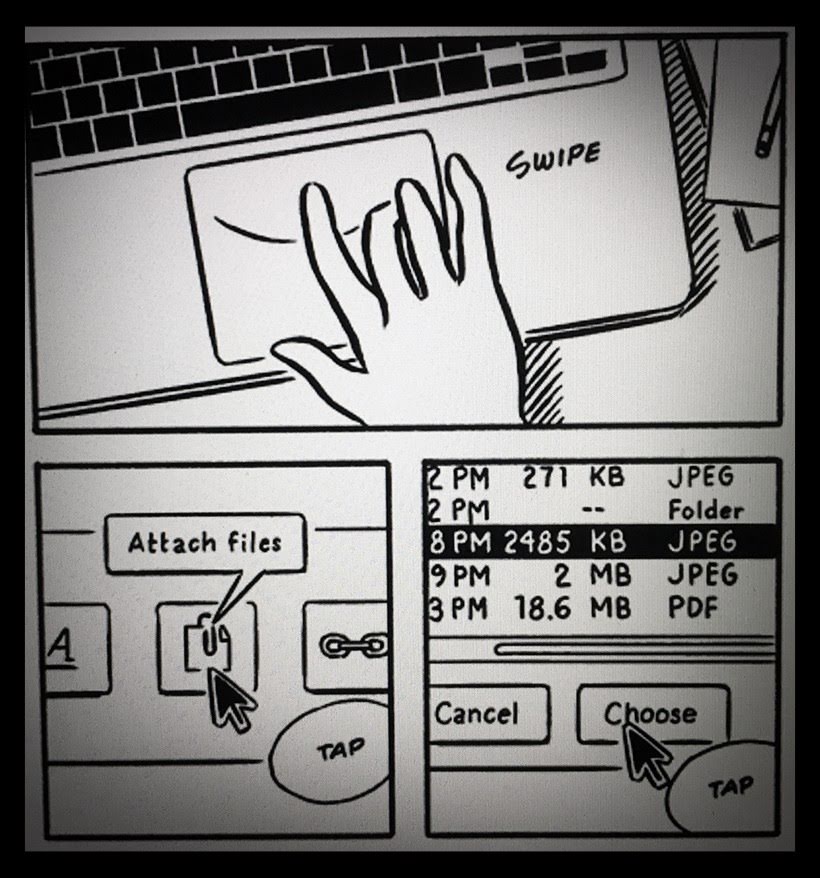 SWIPE
Attach files
A
TAP
2 PM 271 KB JPEG
2 PM -- Folder
8 PM 2485 KB JPEG
9 PM 2 MB JPEG
3 PM 18.6 MB PDF
Cancel
Choose
TAP